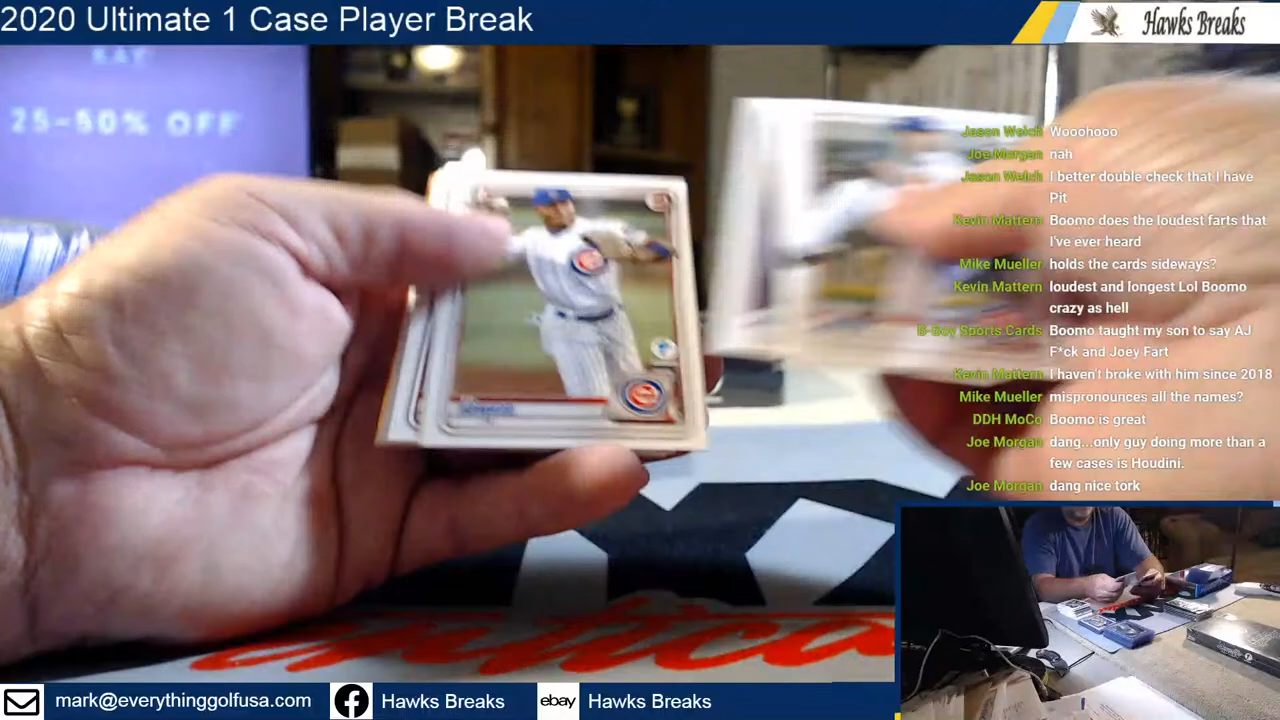 2020 Ultimate 1 Case Player Break
Hawks Breaks
25-50% OFF
Jason Welch Wooohooo
Joe Morgan nah
Jason Welch I better double check that I have
Pit
Kevin Mattern Boomo does the loudest farts that
I've ever heard
Mike Mueller holds the cards sideways?
Kevin Mattern loudest and longest Lol Boomo
crazy as hell
B-Boy Sports Cards Boomo taught my son to say AJ
F*ck and Joey Fart
Kevin Mattern I haven't broke with him since 2018
Mike Mueller mispronounces all the names?
DDH MoCo Boomo is great
Joe Morgan dang...only guy doing more than a
few cases is Houdini.
Joe Morgan dang nice tork
mark@everythinggolfusa.com
Hawks Breaks
ebay
Hawks Breaks